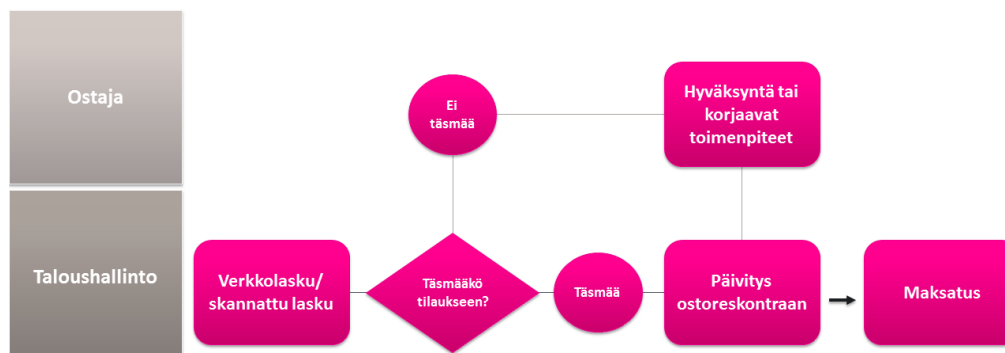 Ostaja
Ei
täsmää
Hyväksyntä tai
korjaavat
toimenpiteet
Taloushallinto
Verkkolasku/
skannattu lasku
Täsmääkö
tilaukseen?
Täsmää
Päivitys
ostoreskontraan
Maksatus